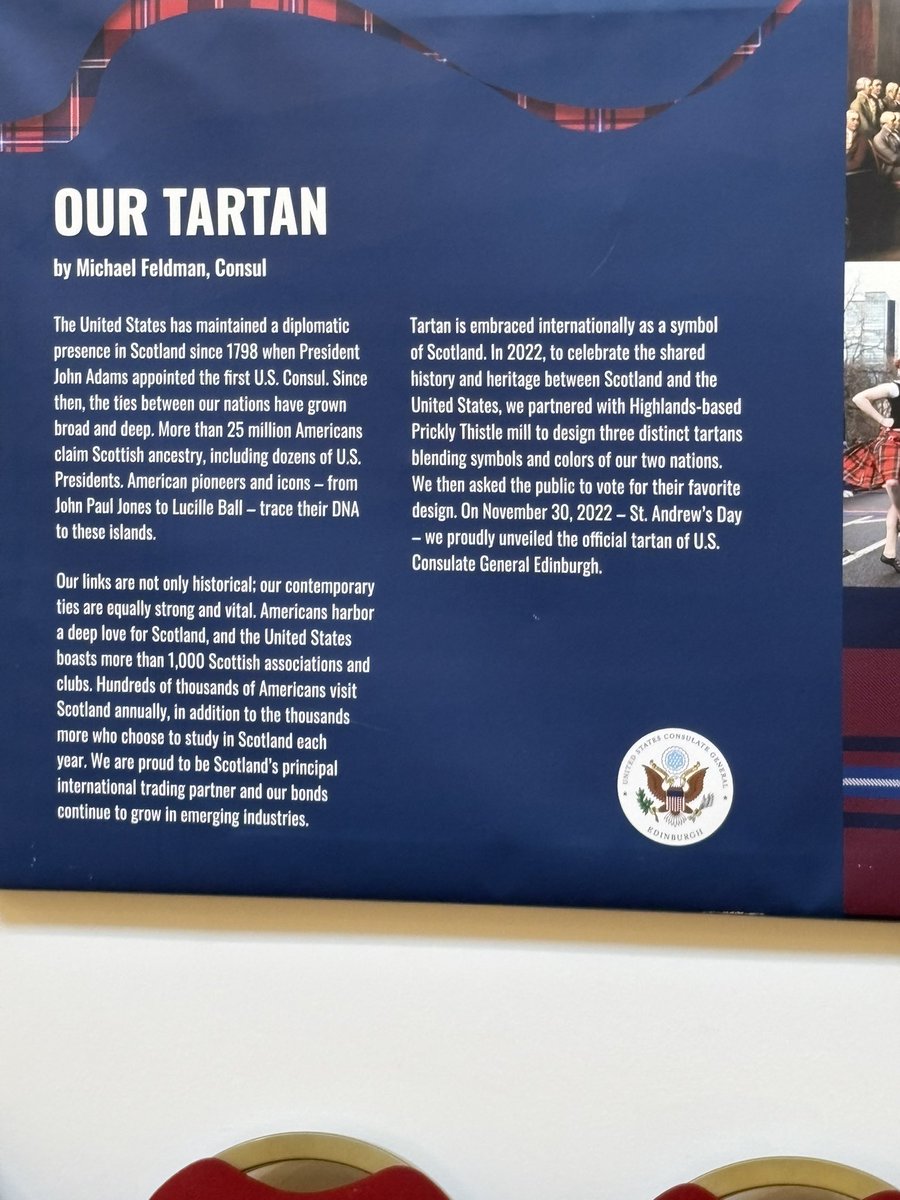 OUR TARTAN
by Michael Feldman, Consul
The United States has maintained a diplomatic
presence in Scotland since 1798 when President
John Adams appointed the first U.S. Consul. Since
then, the ties between our nations have grown
broad and deep. More than 25 million Americans
claim Scottish ancestry, including dozens of U.S.
Presidents. American pioneers and icons – from
John Paul Jones to Lucille Ball – trace their DNA
to these islands.
Our links are not only historical; our contemporary
ties are equally strong and vital. Americans harbor
a deep love for Scotland, and the United States
boasts more than 1,000 Scottish associations and
clubs. Hundreds of thousands of Americans visit
Scotland annually, in addition to the thousands
more who choose to study in Scotland each
year. We are proud to be Scotland's principal
international trading partner and our bonds
continue to grow in emerging industries.
Tartan is embraced internationally as a symbol
of Scotland. In 2022, to celebrate the shared
history and heritage between Scotland and the
United States, we partnered with Highlands-based
Prickly Thistle mill to design three distinct tartans
blending symbols and colors of our two nations.
We then asked the public to vote for their favorite
design. On November 30, 2022 – St. Andrew's Day
– we proudly unveiled the official tartan of U.S.
Consulate General Edinburgh.
UNITED STATES CONSULATE GENERAL
EDINBURGH